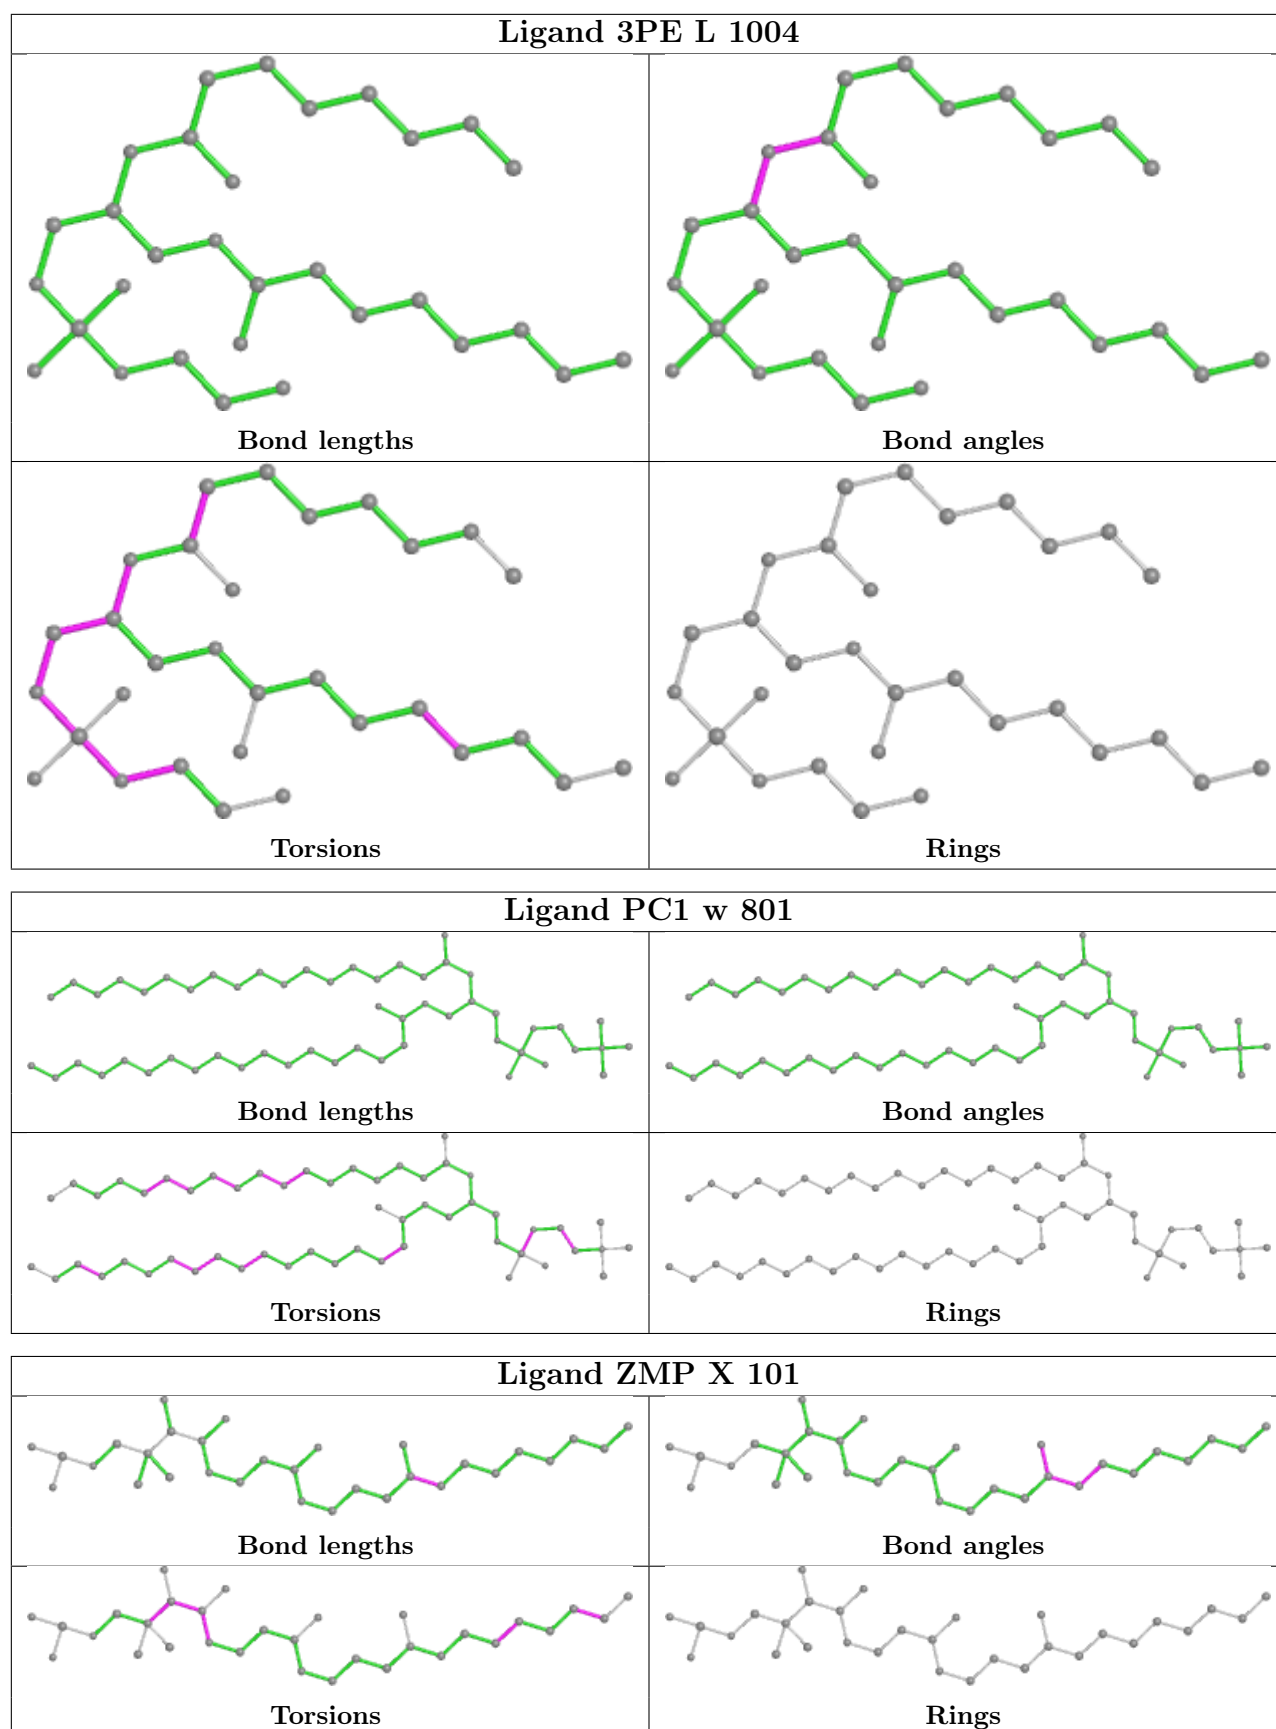 Ligand 3PE L 1004
Bond lengths
Bond angles
Torsions
Rings
Ligand PC1 w 801
Bond lengths
Bond angles
Torsions
Rings
Ligand ZMP X 101
Bond lengths
Bond angles
Torsions
Rings